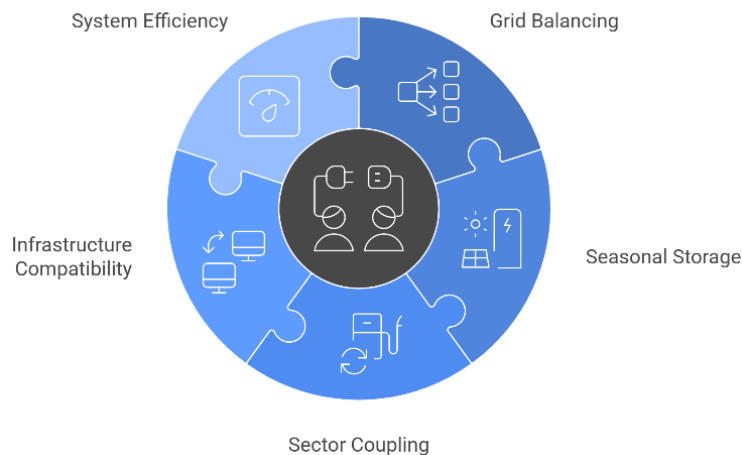 System Efficiency
Grid Balancing
Infrastructure
Compatibility
Seasonal Storage
Sector Coupling